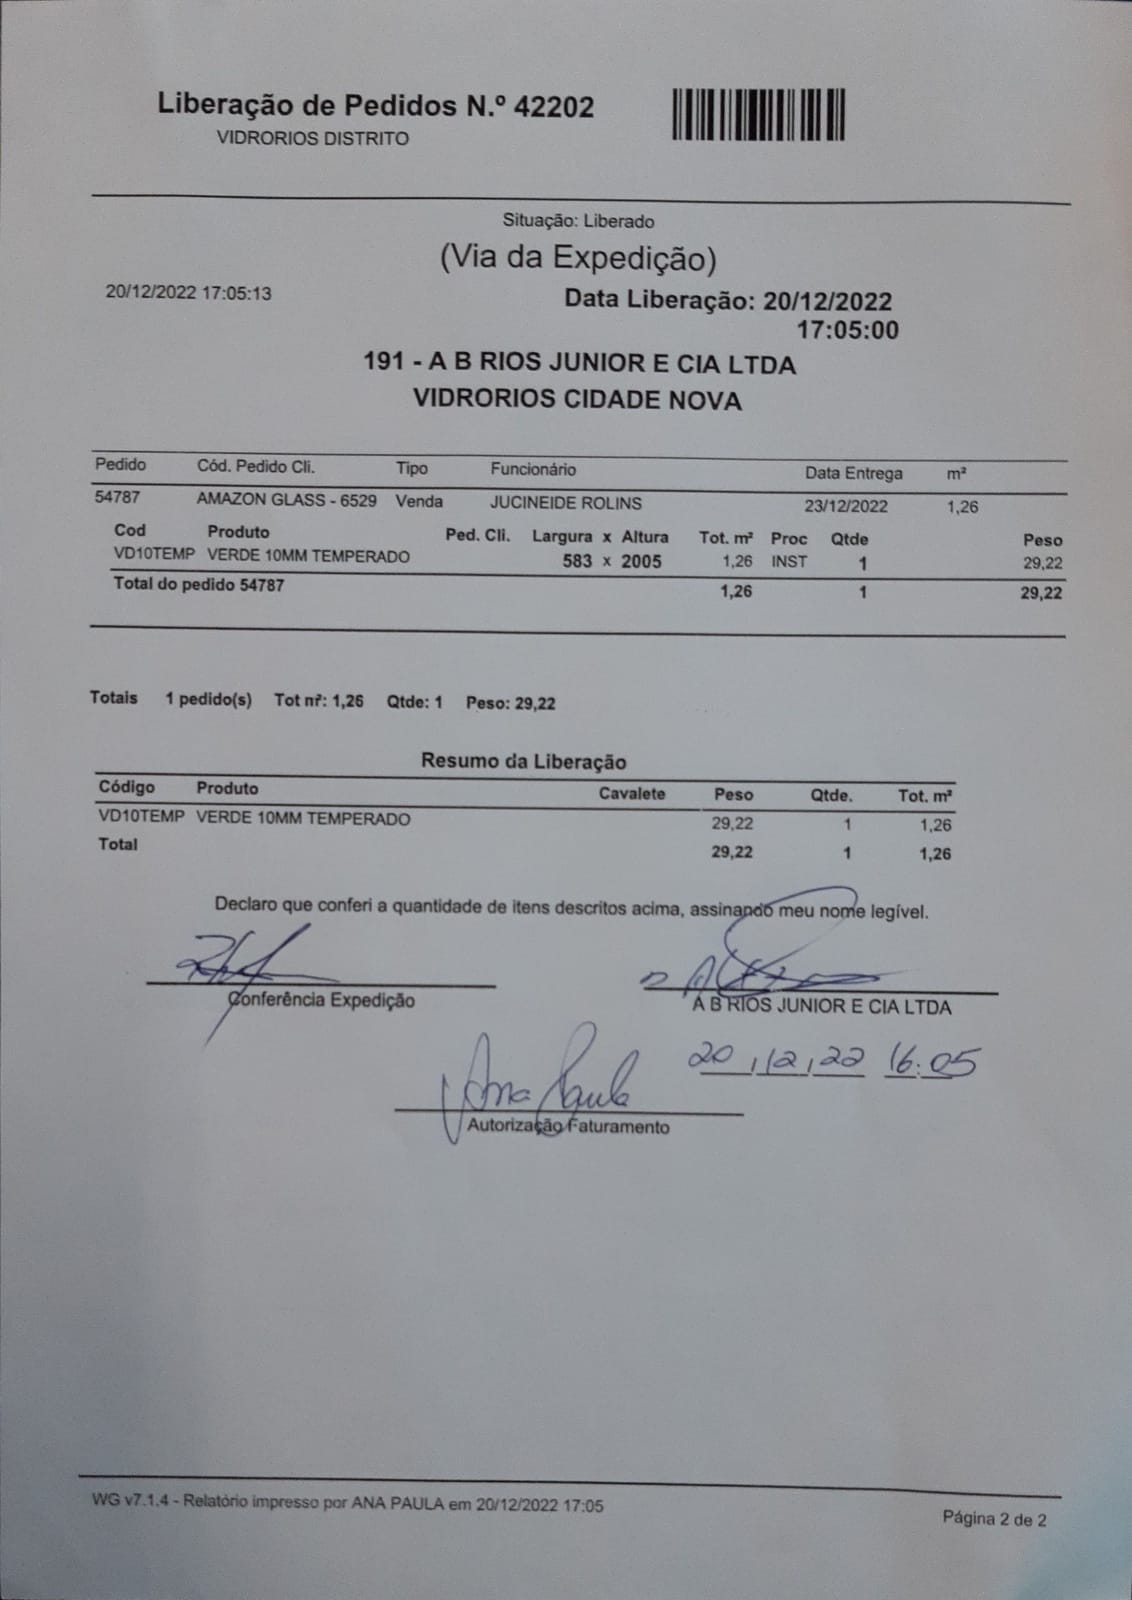 Liberação de Pedidos N.º 42202
VIDRORIOS DISTRITO
Situação: Liberado
(Via da Expedição)
20/12/2022 17:05:13
Data Liberação: 20/12/2022
17:05:00
191 - A B RIOS JUNIOR E CIA LTDA
VIDRORIOS CIDADE NOVA
Pedido Cód. Pedido Cli. Tipo Funcionário Data Entrega m²
54787 AMAZON GLASS - 6529 Venda JUCINEIDE ROLINS 23/12/2022 1,26
Cod Produto Ped. Cli. Largura x Altura Tot. m² Proc Qtde Peso
VD10TEMP VERDE 10MM TEMPERADO 583 x 2005 1,26 INST 1 29,22
Total do pedido 54787 1,26 1 29,22
Totais 1 pedido(s) Tot m²: 1,26 Qtde: 1 Peso: 29,22
Resumo da Liberação
Código Produto Cavalete Peso Qtde. Tot. m²
VD10TEMP VERDE 10MM TEMPERADO 29,22 1 1,26
Total 29,22 1 1,26
Declaro que conferi a quantidade de itens descritos acima, assinando meu nome legível.
Conferência Expedição
A B RIOS JUNIOR E CIA LTDA
20/12/22 16:05
Ana Paula
Autorização Faturamento
WG v7.1.4 - Relatório impresso por ANA PAULA em 20/12/2022 17:05
Página 2 de 2